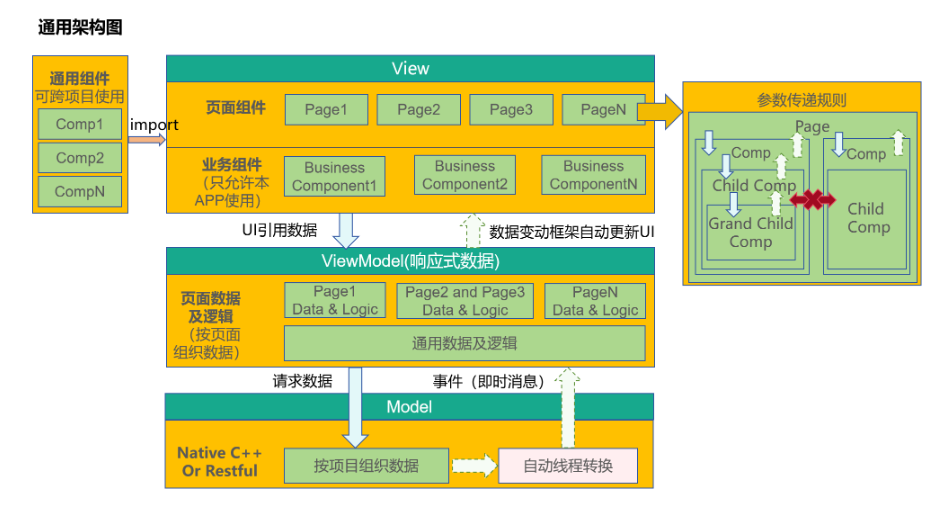 通用架构图
通用组件
可跨项目使用
Comp1
Comp2
CompN
import
View
页面组件
Page1
Page2
Page3
PageN
业务组件
（只允许本
APP使用）
Business
Component1
Business
Component2
Business
ComponentN
参数传递规则
Page
Comp
Child Comp
Grand Child
Comp
Comp
Child
Comp
UI引用数据
数据变动框架自动更新UI
ViewModel(响应式数据)
页面数据
及逻辑
（按页面
组织数据）
Page1
Data & Logic
Page2 and Page3
Data & Logic
PageN
Data & Logic
通用数据及逻辑
请求数据
事件（即时消息）
Model
Native C++
Or Restful
按项目组织数据
自动线程转换